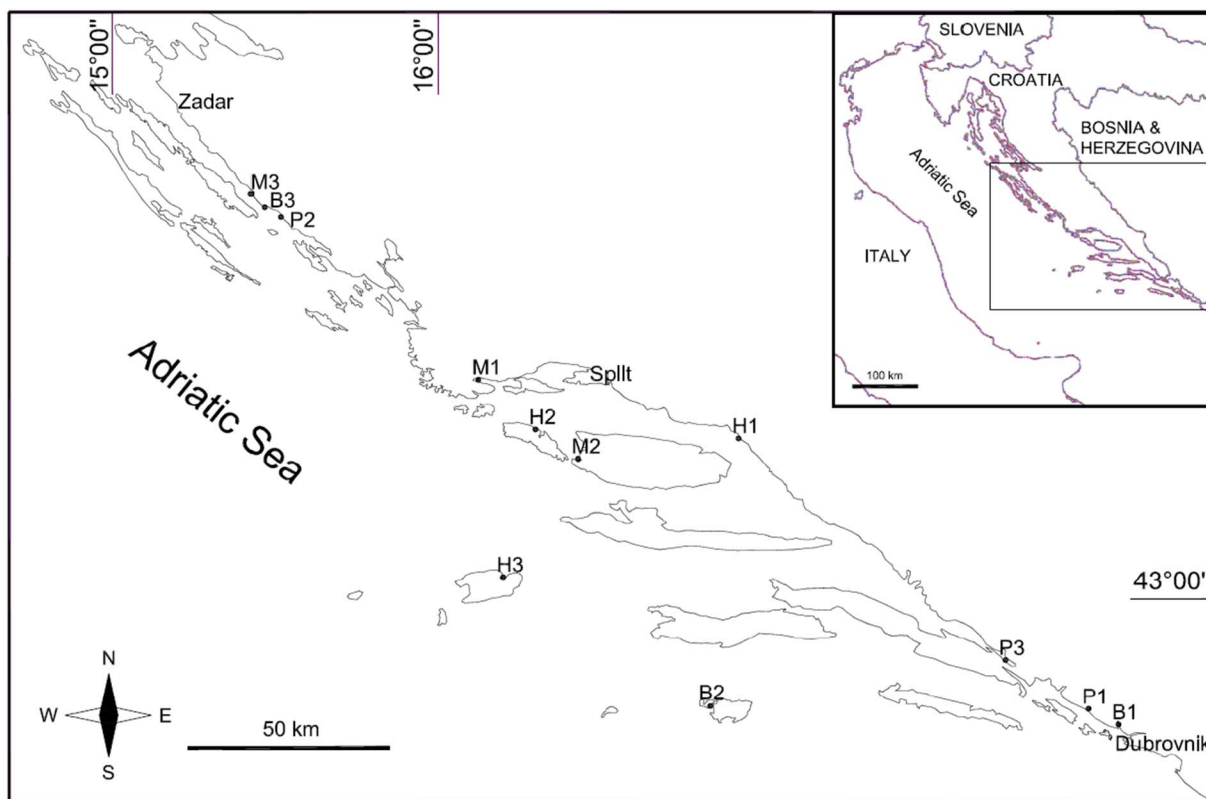 15°00"
16°00"
SLOVENIA
CROATIA
BOSNIA &
HERZEGOVINA
Adriatic Sea
ITALY
100 km
Zadar
M3
B3
P2
Adriatic Sea
M1
Spllt
H2
M2
H1
H3
43°00'
P3
B2
P1
B1
Dubrovnik
N
W
E
S
50 km